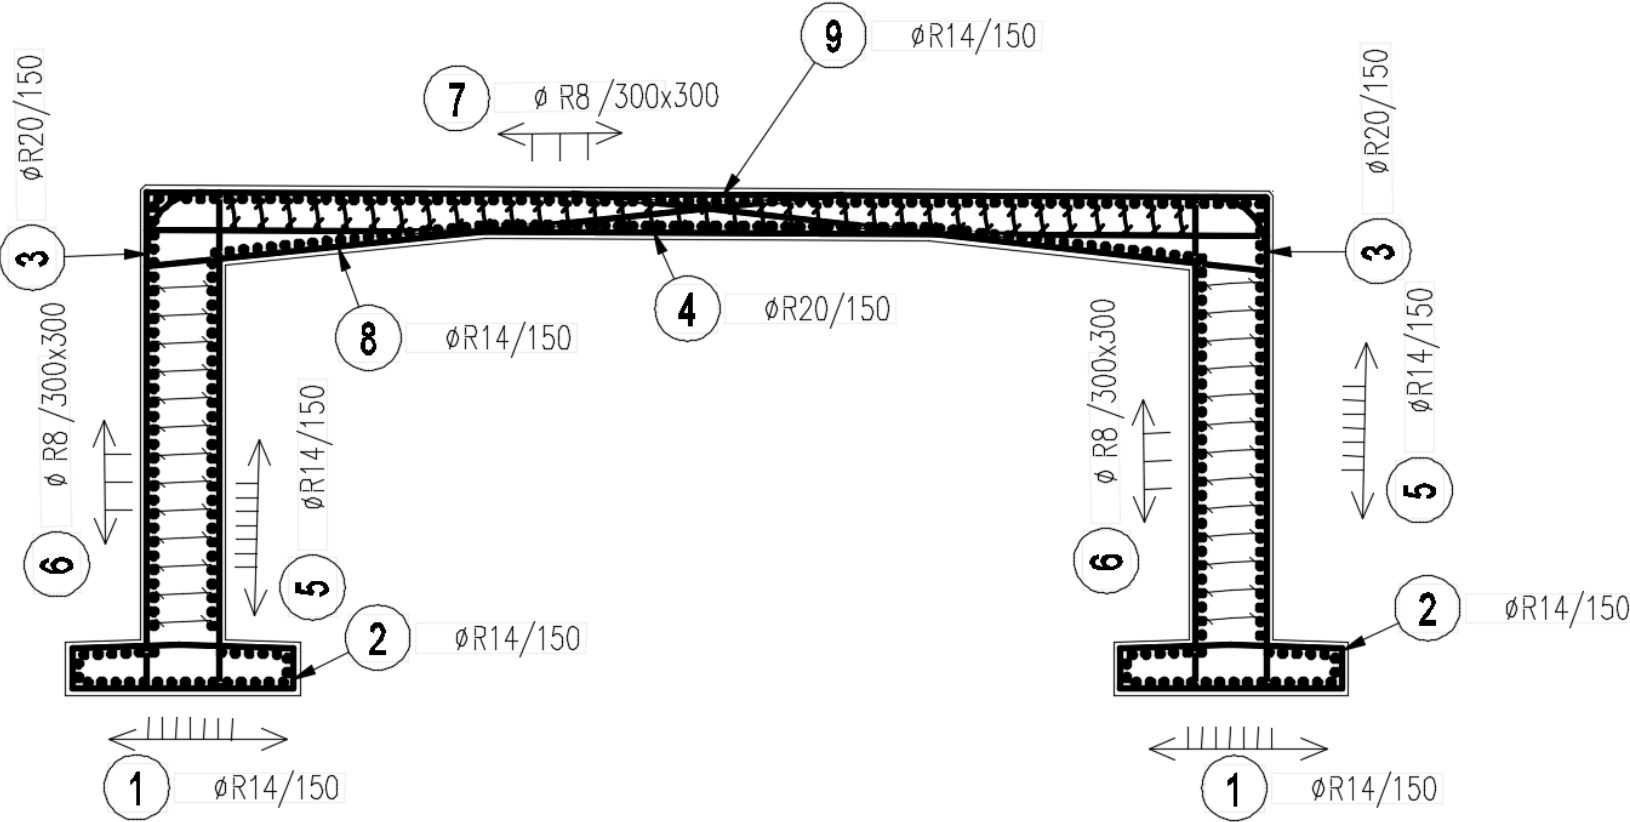 9 øR14/150
7 ø R8 /300x300
øR20/150
3
øR20/150
3
8 øR14/150
4 øR20/150
ø R8 /300x300
6
øR14/150
5
ø R8 /300x300
6
øR14/150
5
2 øR14/150
2 øR14/150
1 øR14/150
1 øR14/150